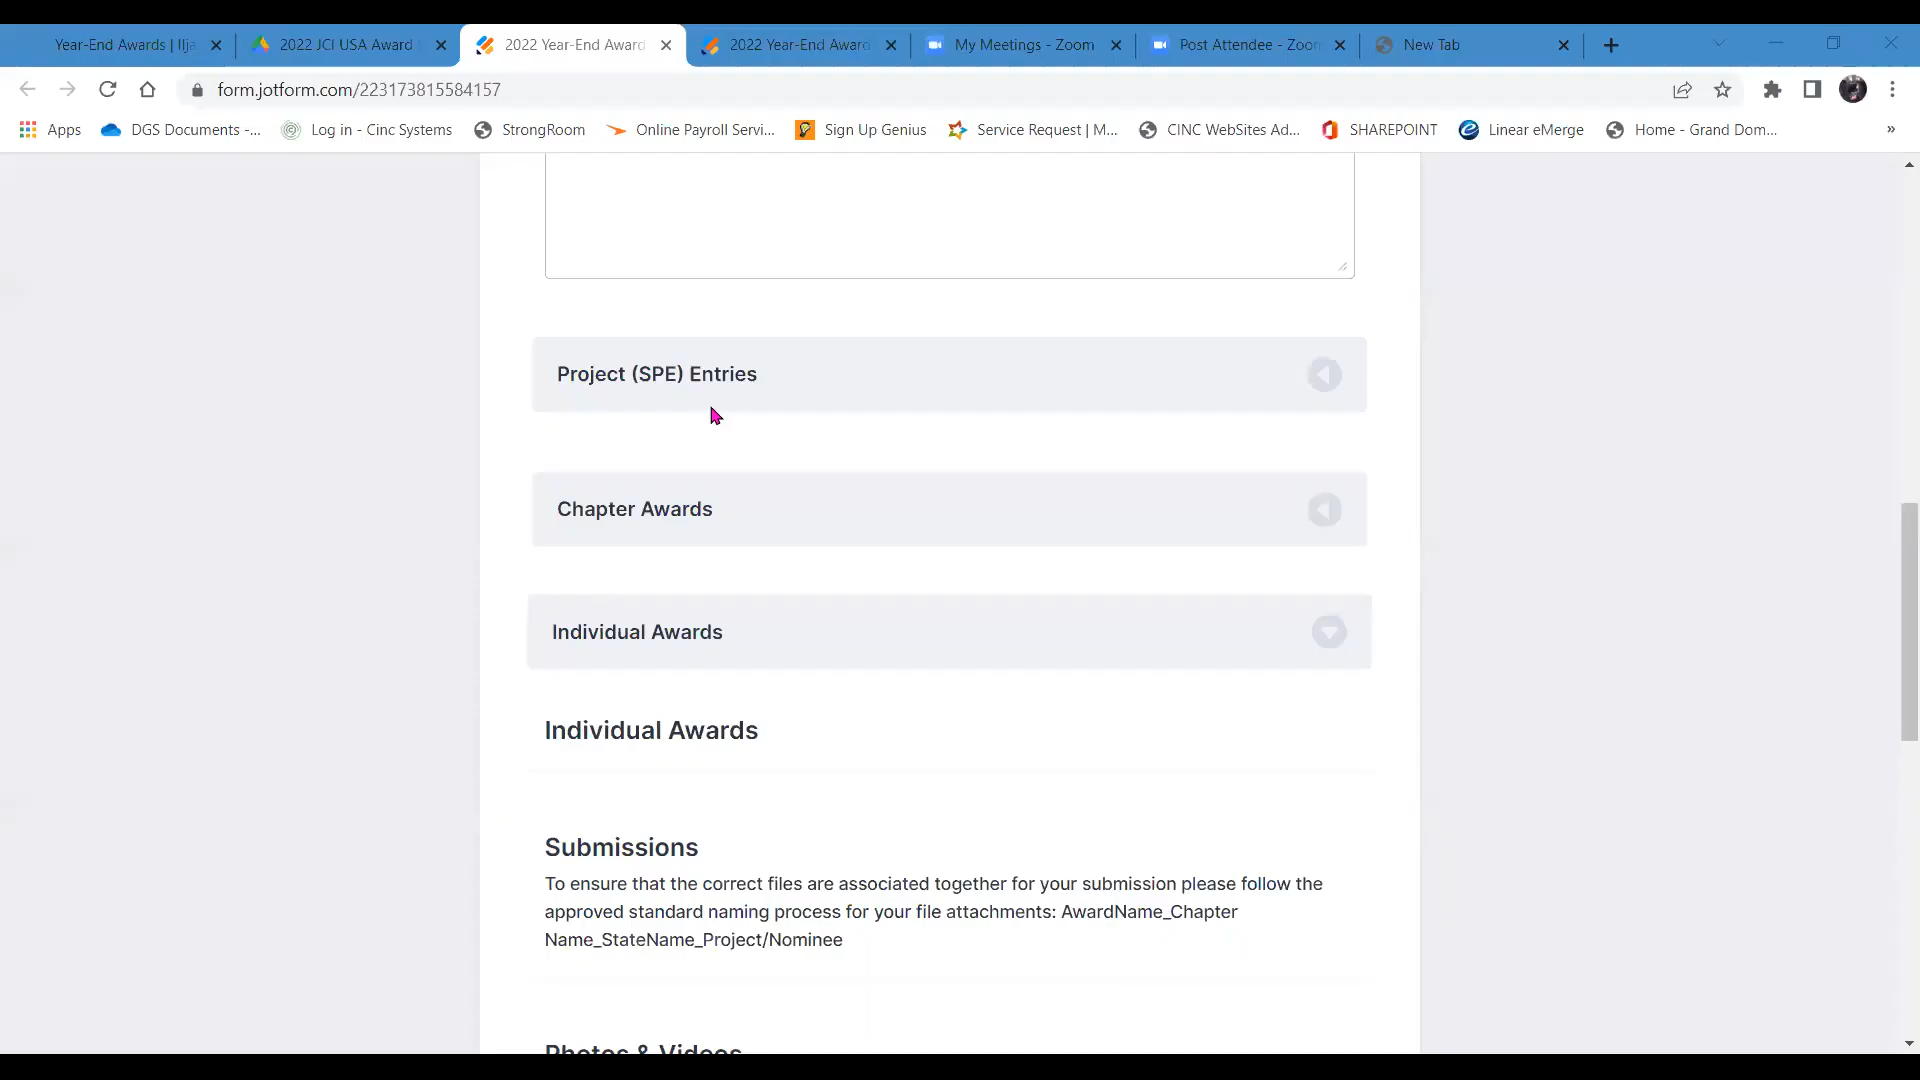 Year-End Awards | Ilja
2022 JCI USA Award
2022 Year-End Award
2022 Year-End Award
My Meetings - Zoom
Post Attendee - Zoom
New Tab
form.jotform.com/223173815584157
Apps
DGS Documents -...
Log in - Cinc Systems
StrongRoom
Online Payroll Servi...
Sign Up Genius
Service Request | M...
CINC WebSites Ad...
SHAREPOINT
Linear eMerge
Home - Grand Dom...
»
Project (SPE) Entries
Chapter Awards
Individual Awards
Individual Awards
Submissions
To ensure that the correct files are associated together for your submission please follow the
approved standard naming process for your file attachments: AwardName_Chapter
Name_StateName_Project/Nominee
Photos & Videos